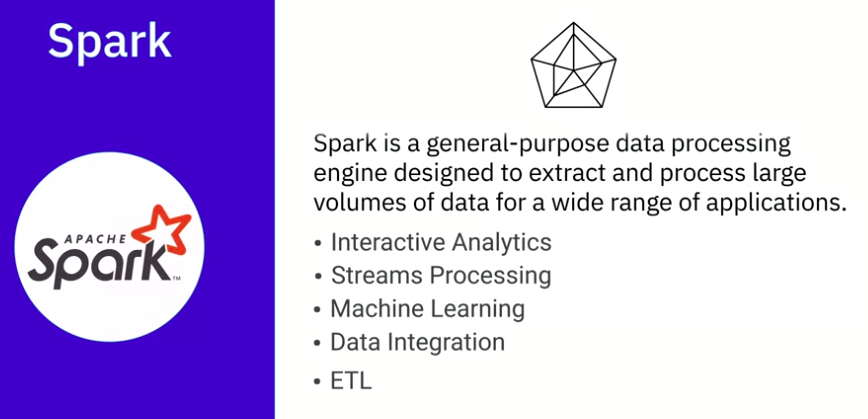 Spark
APACHE
Spark™
Spark is a general-purpose data processing
engine designed to extract and process large
volumes of data for a wide range of applications.
• Interactive Analytics
• Streams Processing
• Machine Learning
• Data Integration
• ETL